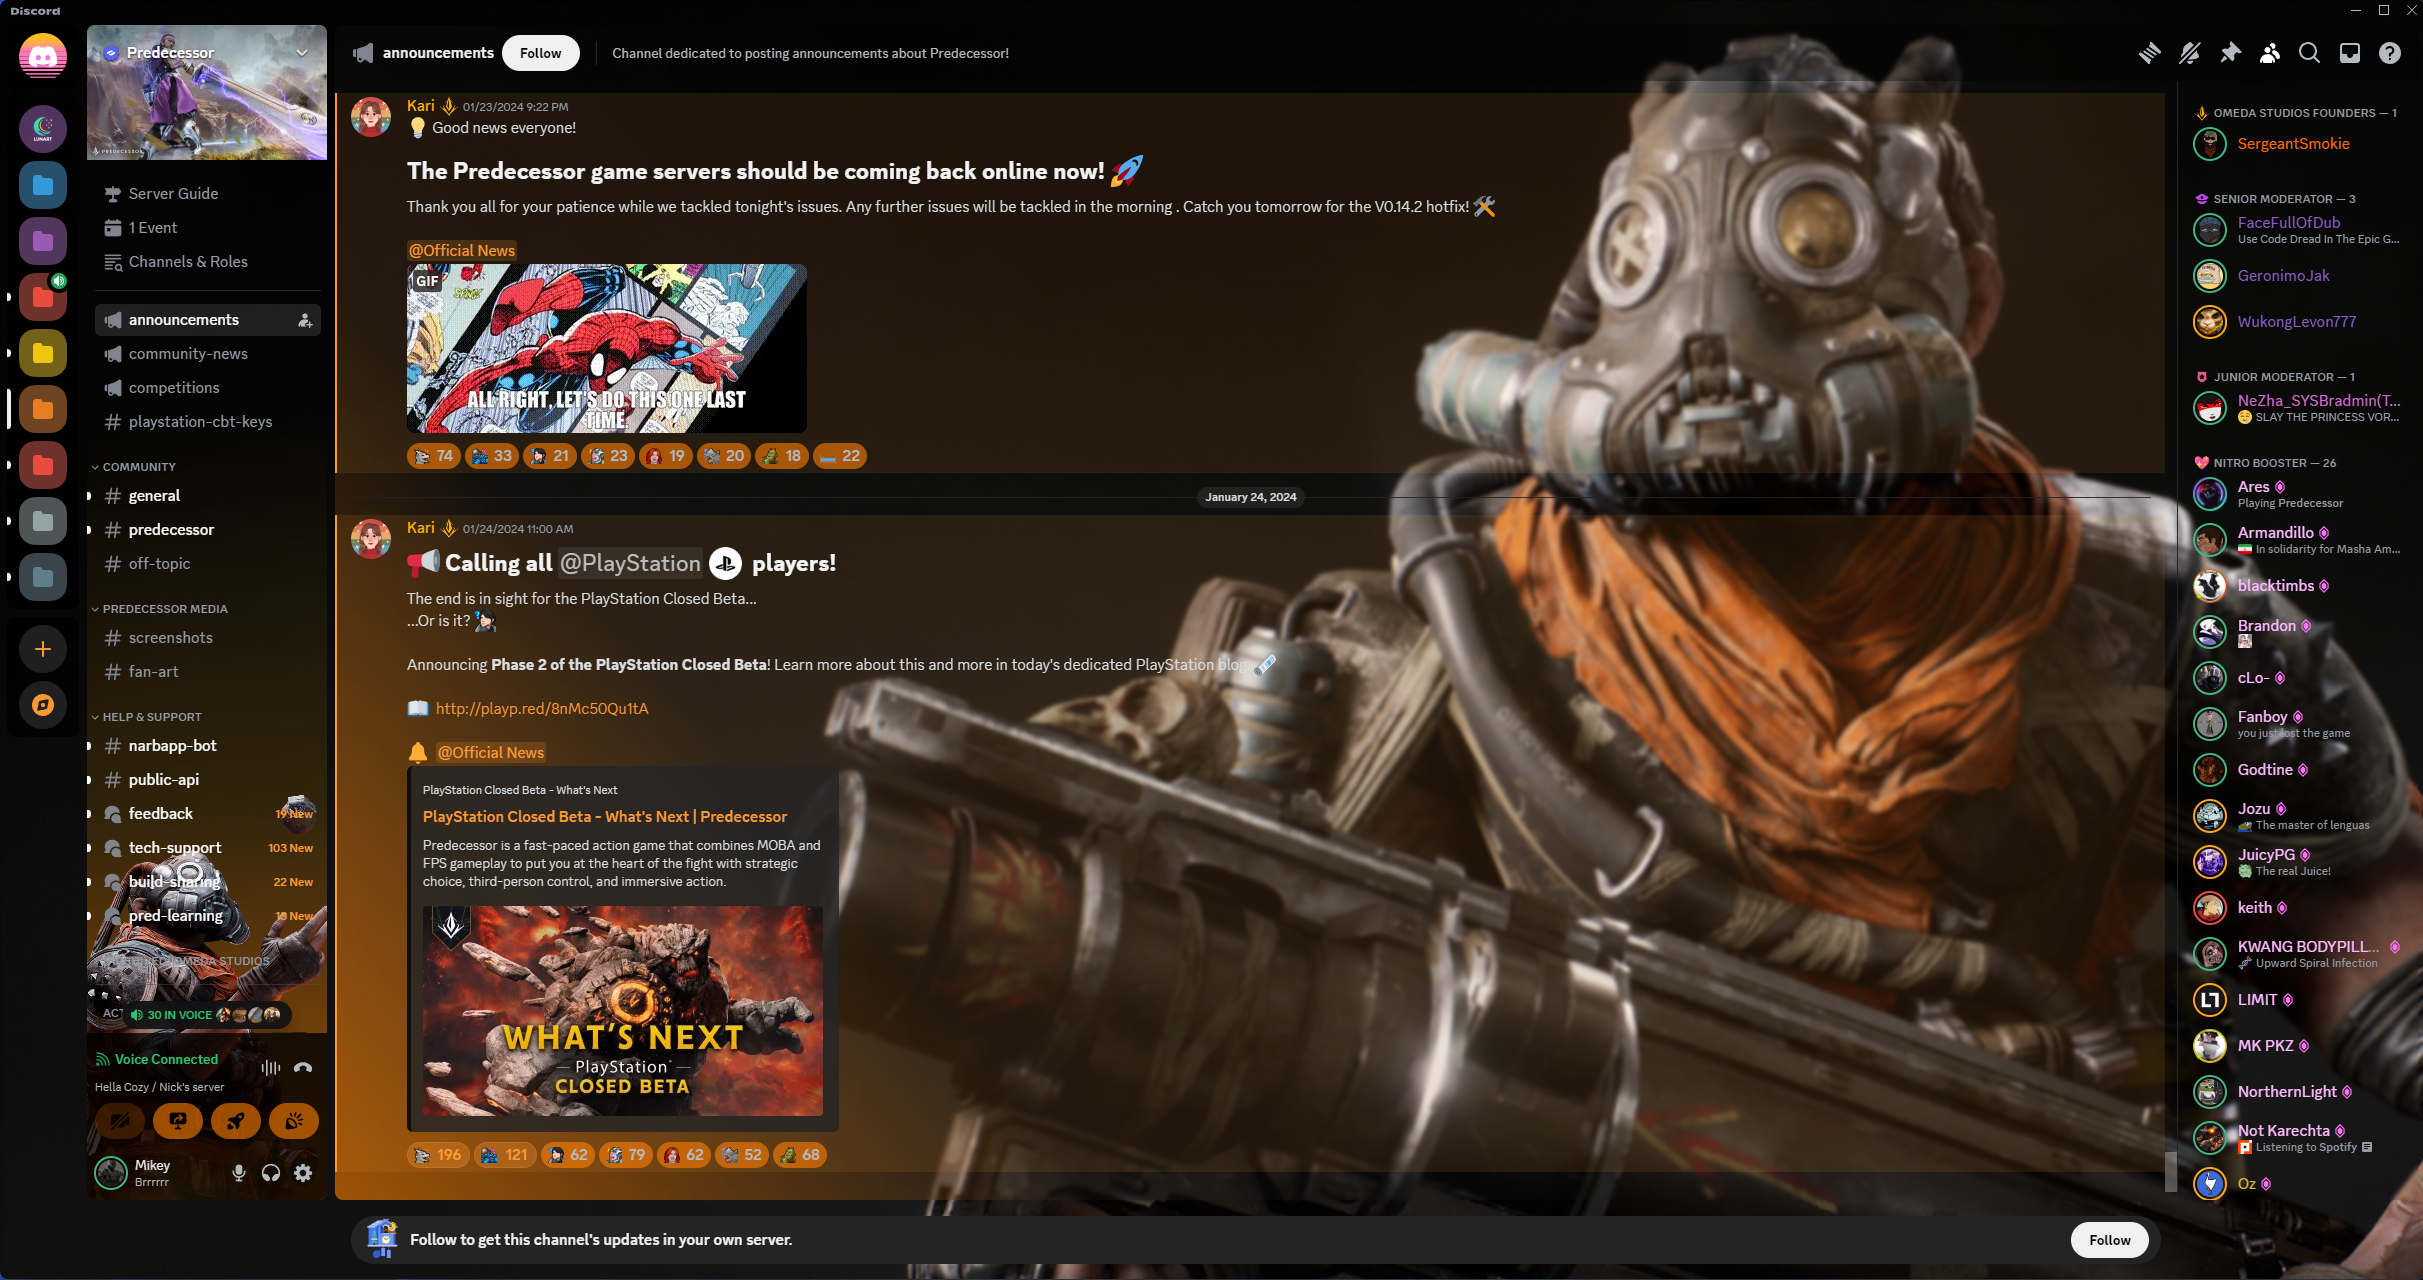 Discord
Predecessor
PREDECESSOR
LUNART
Server Guide
1 Event
Channels & Roles
announcements
community-news
competitions
playstation-cbt-keys
COMMUNITY
general
predecessor
off-topic
PREDECESSOR MEDIA
screenshots
fan-art
HELP & SUPPORT
narbapp-bot
public-api
feedback
19 New
tech-support
103 New
build-sharing
22 New
pred-learning
OMEDA STUDIOS
30 IN VOICE
Voice Connected
Hella Cozy / Nick's server
Mikey
Brrrrrr
announcements
Follow
Channel dedicated to posting announcements about Predecessor!
Kari 01/23/2024 9:22 PM
Good news everyone!
The Predecessor game servers should be coming back online now!
Thank you all for your patience while we tackled tonight's issues. Any further issues will be tackled in the morning . Catch you tomorrow for the V0.14.2 hotfix!
@Official News
GIF
ALL RIGHT, LET'S DO THIS ONE LAST
TIME.
74 33 21 23 19 20 18 22
January 24, 2024
Kari 01/24/2024 11:00 AM
Calling all @PlayStation players!
The end is in sight for the PlayStation Closed Beta...
...Or is it?
Announcing Phase 2 of the PlayStation Closed Beta! Learn more about this and more in today's dedicated PlayStation blog
http://playp.red/8nMc50Qu1tA
@Official News
PlayStation Closed Beta - What's Next
PlayStation Closed Beta - What's Next | Predecessor
Predecessor is a fast-paced action game that combines MOBA and
FPS gameplay to put you at the heart of the fight with strategic
choice, third-person control, and immersive action.
WHAT'S NEXT
PlayStation
CLOSED BETA
196 121 62 79 62 52 68
Follow to get this channel's updates in your own server.
Follow
OMEDA STUDIOS FOUNDERS — 1
SergeantSmokie
SENIOR MODERATOR — 3
FaceFullOfDub
Use Code Dread In The Epic G...
GeronimoJak
WukongLevon777
JUNIOR MODERATOR — 1
NeZha_SYSBradmin(T...
SLAY THE PRINCESS VOR...
NITRO BOOSTER — 26
Ares
Playing Predecessor
Armandillo
In solidarity for Masha Am...
blacktimbs
Brandon
cLo-
Fanboy
you just lost the game
Godtine
Jozu
The master of lenguas
JuicyPG
The real Juice!
keith
KWANG BODYPILL...
Upward Spiral Infection
LIMIT
MK PKZ
NorthernLight
Not Karechta
Listening to Spotify
Oz